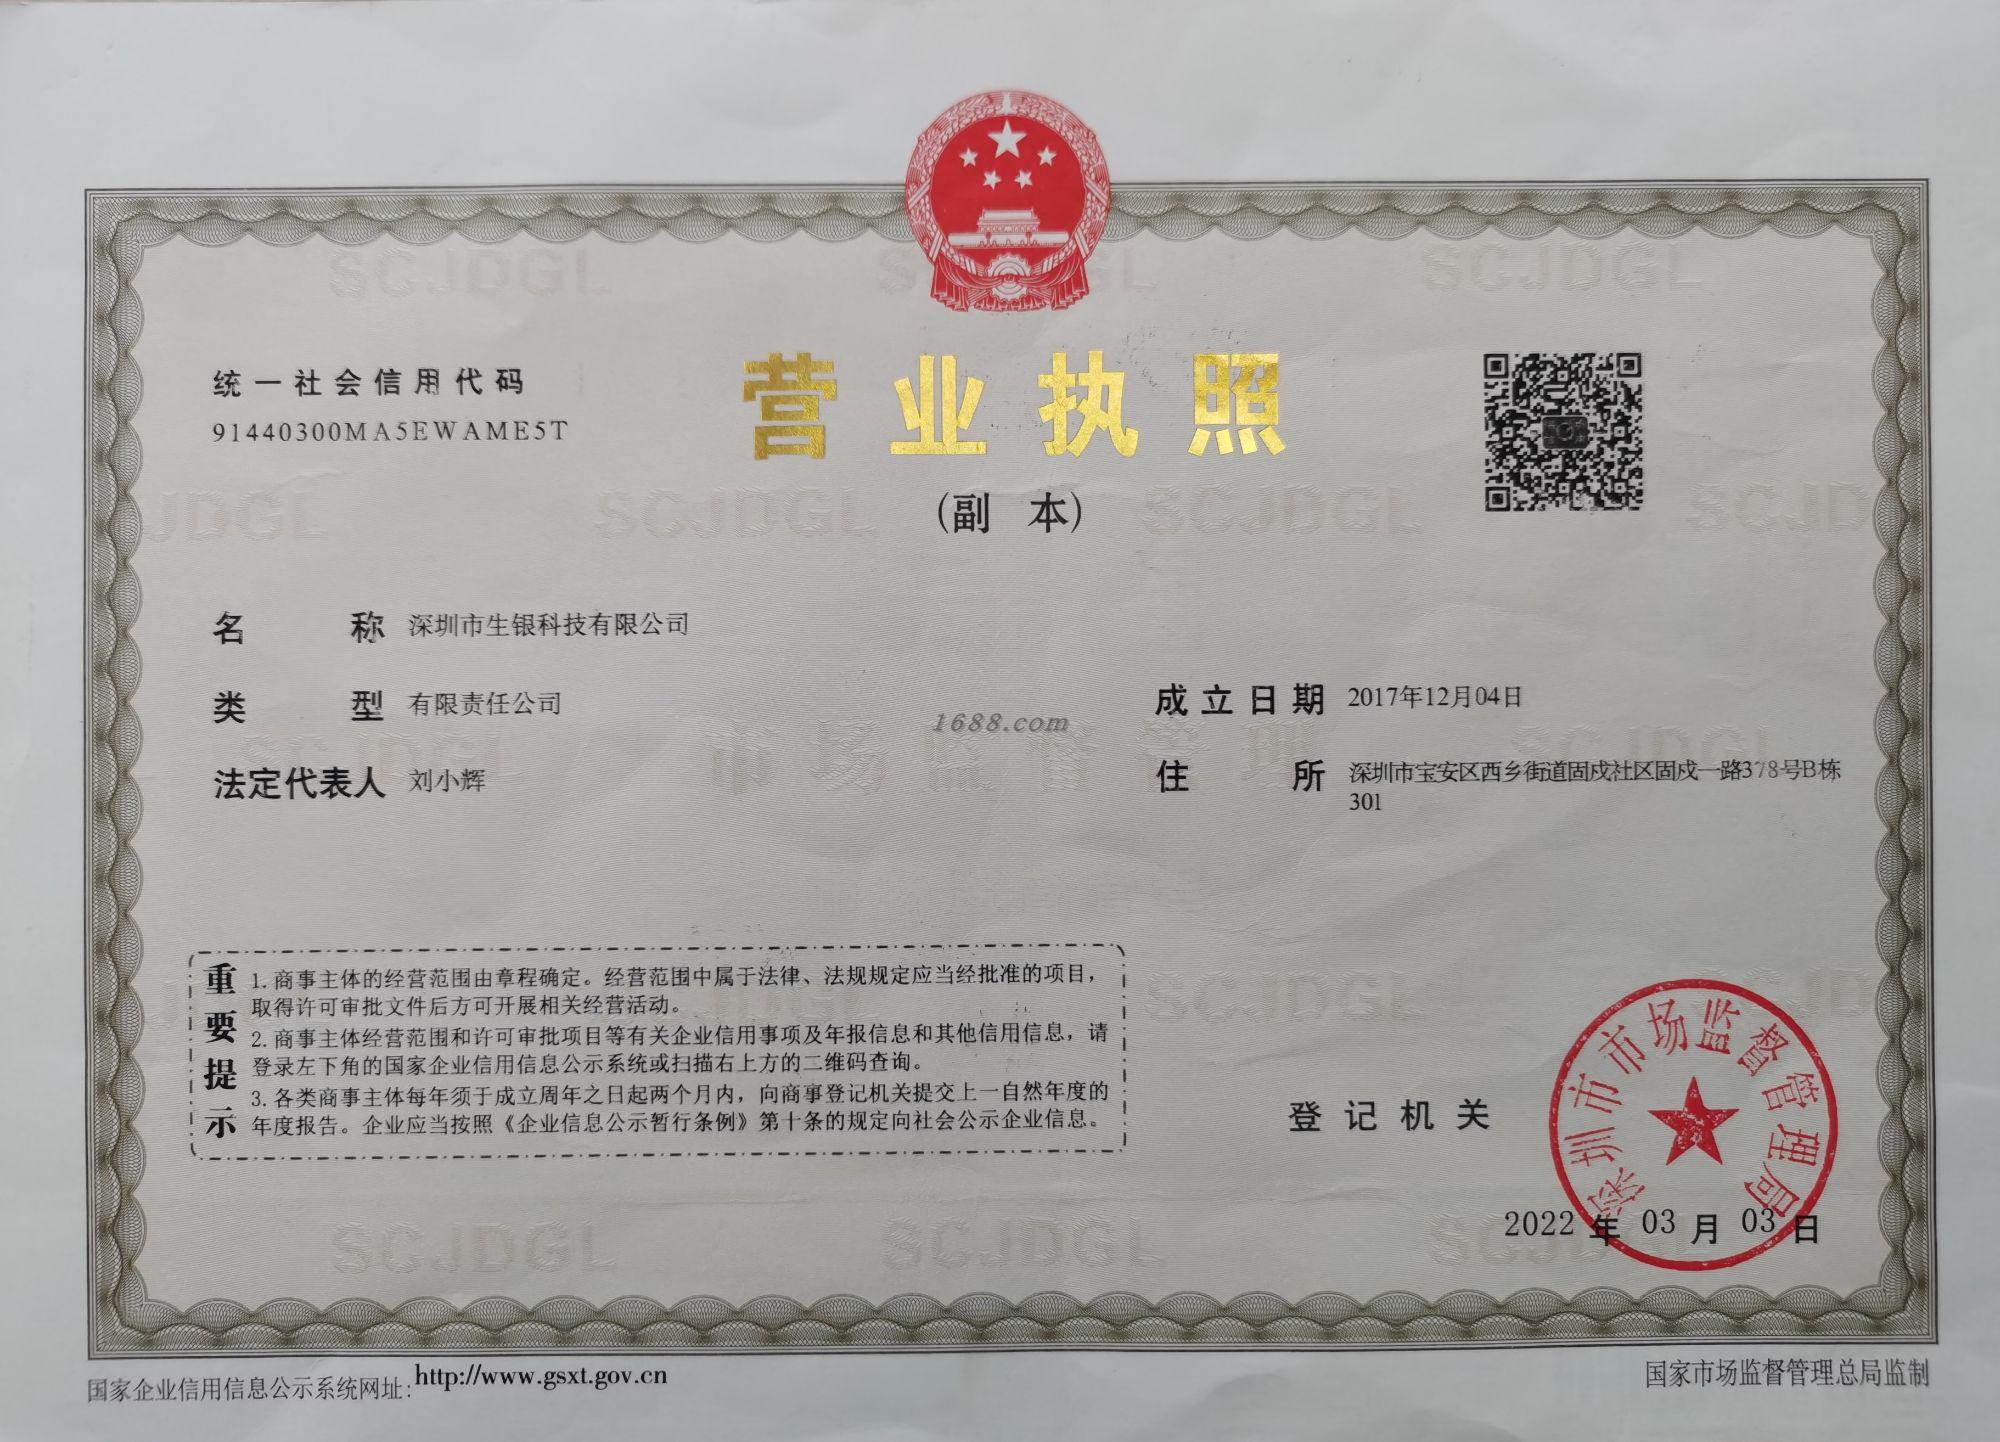 统一社会信用代码
91440300MA5EWAME5T
营业执照
(副 本)
名 称 深圳市生银科技有限公司
类 型 有限责任公司
法定代表人 刘小辉
成立日期 2017年12月04日
住 所 深圳市宝安区西乡街道固戍社区固戍一路378号B栋
301
1688.com
重要提示
1. 商事主体的经营范围由章程确定。经营范围中属于法律、法规规定应当经批准的项目，
取得许可审批文件后方可开展相关经营活动。
2. 商事主体经营范围和许可审批项目等有关企业信用事项及年报信息和其他信用信息，请
登录左下角的国家企业信用信息公示系统或扫描右上方的二维码查询。
3. 各类商事主体每年须于成立周年之日起两个月内，向商事登记机关提交上一自然年度的
年度报告。企业应当按照《企业信息公示暂行条例》第十条的规定向社会公示企业信息。
登记机关
深圳市市场监督管理局
2022 年 03 月 03 日
国家企业信用信息公示系统网址: http://www.gsxt.gov.cn
国家市场监督管理总局监制
SCJDGL
市场监督管理